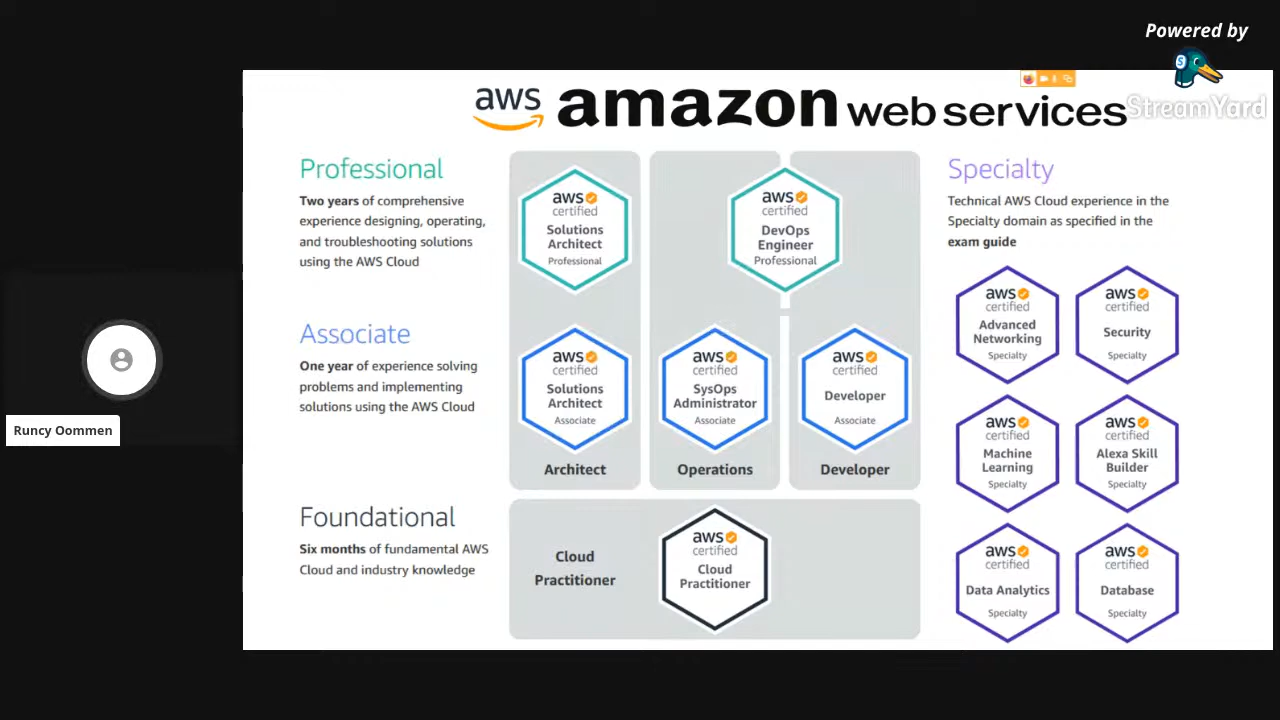 Powered by
StreamYard
aws amazon web services
Professional
Two years of comprehensive
experience designing, operating,
and troubleshooting solutions
using the AWS Cloud
aws
certified
Solutions
Architect
Professional
aws
certified
DevOps
Engineer
Professional
Specialty
Technical AWS Cloud experience in the
Specialty domain as specified in the
exam guide
Associate
One year of experience solving
problems and implementing
solutions using the AWS Cloud
aws
certified
Solutions
Architect
Associate
Architect
aws
certified
SysOps
Administrator
Associate
Operations
aws
certified
Developer
Associate
Developer
aws
certified
Advanced
Networking
Specialty
aws
certified
Security
Specialty
aws
certified
Machine
Learning
Specialty
aws
certified
Alexa Skill
Builder
Specialty
Foundational
Six months of fundamental AWS
Cloud and industry knowledge
Cloud
Practitioner
aws
certified
Cloud
Practitioner
aws
certified
Data Analytics
Specialty
aws
certified
Database
Specialty
Runcy Oommen